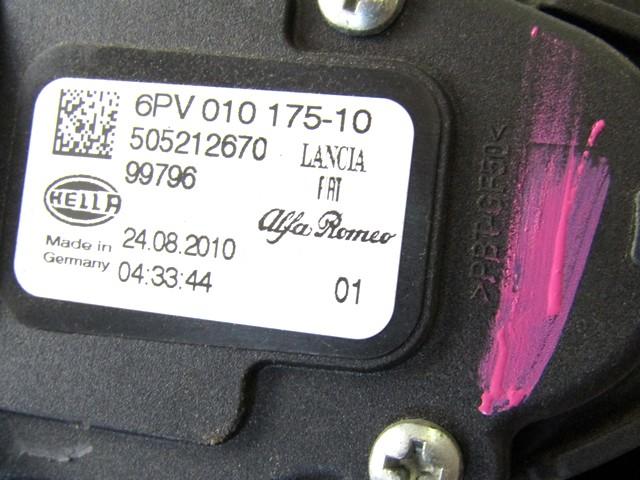 6PV 010 175-10
505212670
99796
LANCIA
FIAT
Alfa Romeo
HELLA
Made in Germany
24.08.2010
04:33:44
01
>PBT-GF30<